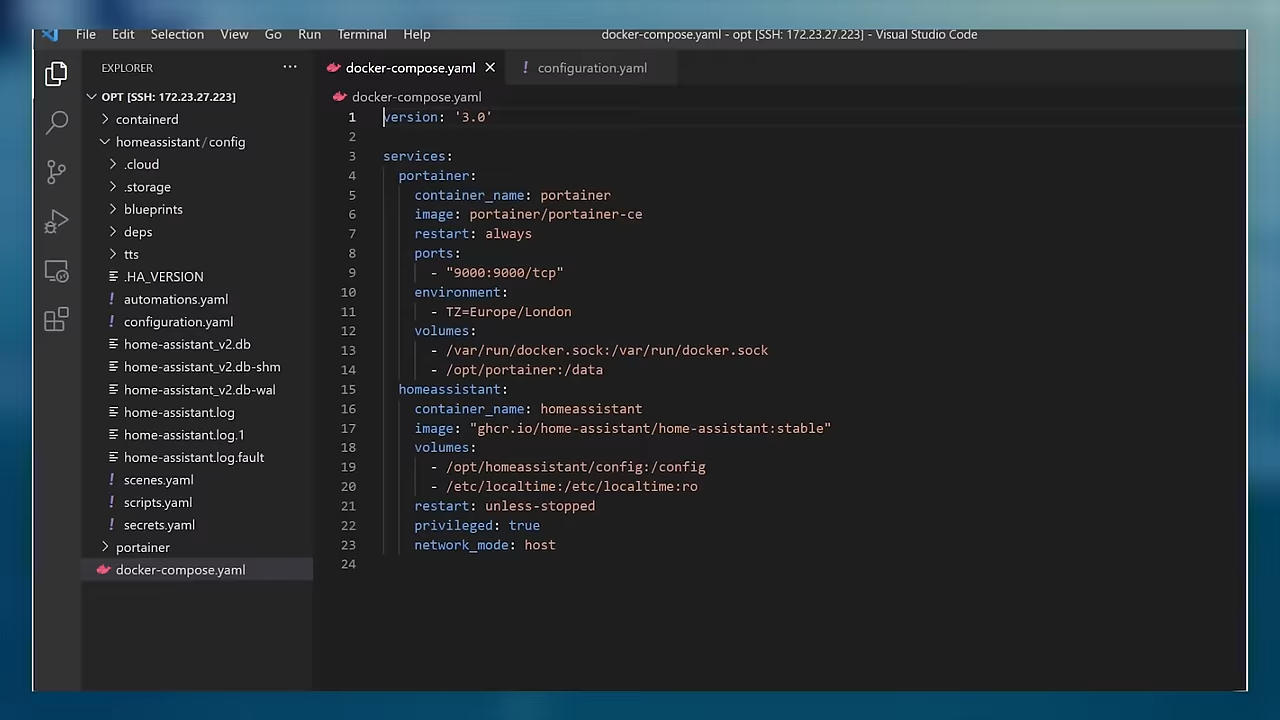 File Edit Selection View Go Run Terminal Help
docker-compose.yaml - opt [SSH: 172.23.27.223] - Visual Studio Code
EXPLORER
OPT [SSH: 172.23.27.223]
containerd
homeassistant/config
.cloud
.storage
blueprints
deps
tts
.HA_VERSION
automations.yaml
configuration.yaml
home-assistant_v2.db
home-assistant_v2.db-shm
home-assistant_v2.db-wal
home-assistant.log
home-assistant.log.1
home-assistant.log.fault
scenes.yaml
scripts.yaml
secrets.yaml
portainer
docker-compose.yaml
docker-compose.yaml
configuration.yaml
docker-compose.yaml
1 version: '3.0'
2
3 services:
4 portainer:
5 container_name: portainer
6 image: portainer/portainer-ce
7 restart: always
8 ports:
9 - "9000:9000/tcp"
10 environment:
11 - TZ=Europe/London
12 volumes:
13 - /var/run/docker.sock:/var/run/docker.sock
14 - /opt/portainer:/data
15 homeassistant:
16 container_name: homeassistant
17 image: "ghcr.io/home-assistant/home-assistant:stable"
18 volumes:
19 - /opt/homeassistant/config:/config
20 - /etc/localtime:/etc/localtime:ro
21 restart: unless-stopped
22 privileged: true
23 network_mode: host
24